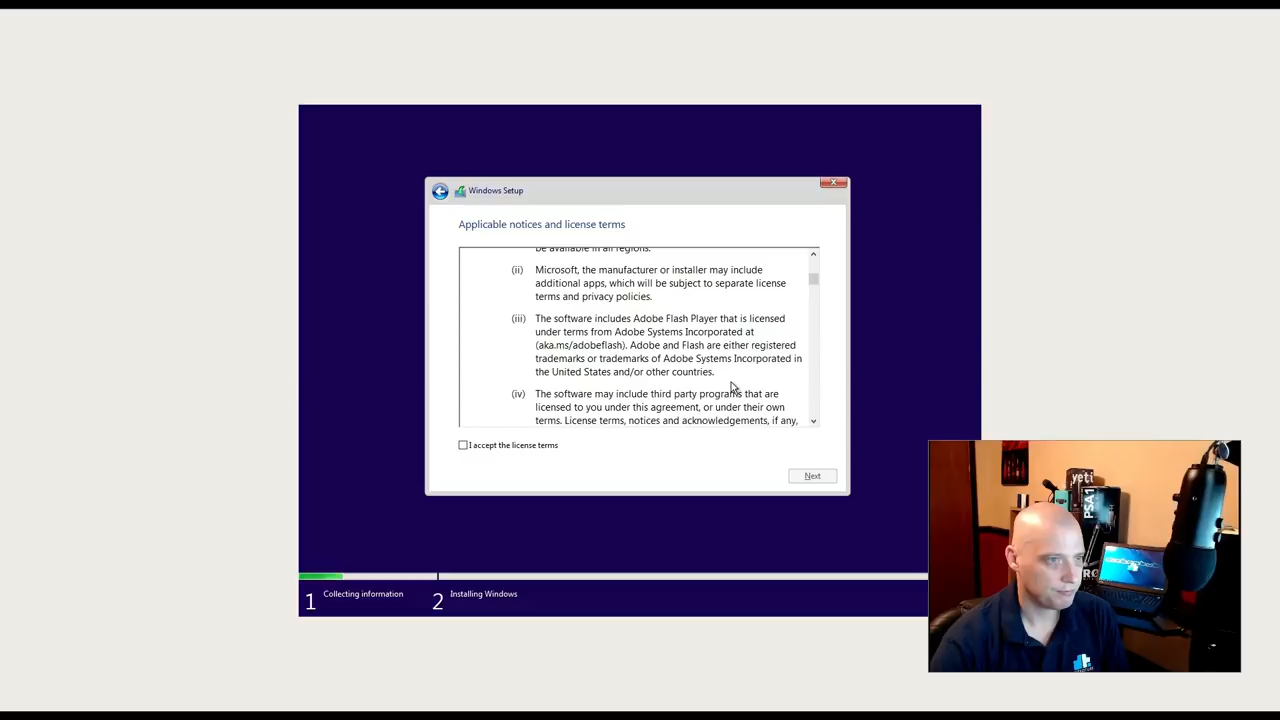 Windows Setup
Applicable notices and license terms
be available in all regions.
(ii) Microsoft, the manufacturer or installer may include
additional apps, which will be subject to separate license
terms and privacy policies.
(iii) The software includes Adobe Flash Player that is licensed
under terms from Adobe Systems Incorporated at
(aka.ms/adobeflash). Adobe and Flash are either registered
trademarks or trademarks of Adobe Systems Incorporated in
the United States and/or other countries.
(iv) The software may include third party programs that are
licensed to you under this agreement, or under their own
terms. License terms, notices and acknowledgements, if any,
I accept the license terms
Next
1 Collecting information
2 Installing Windows
yeti
PSA1